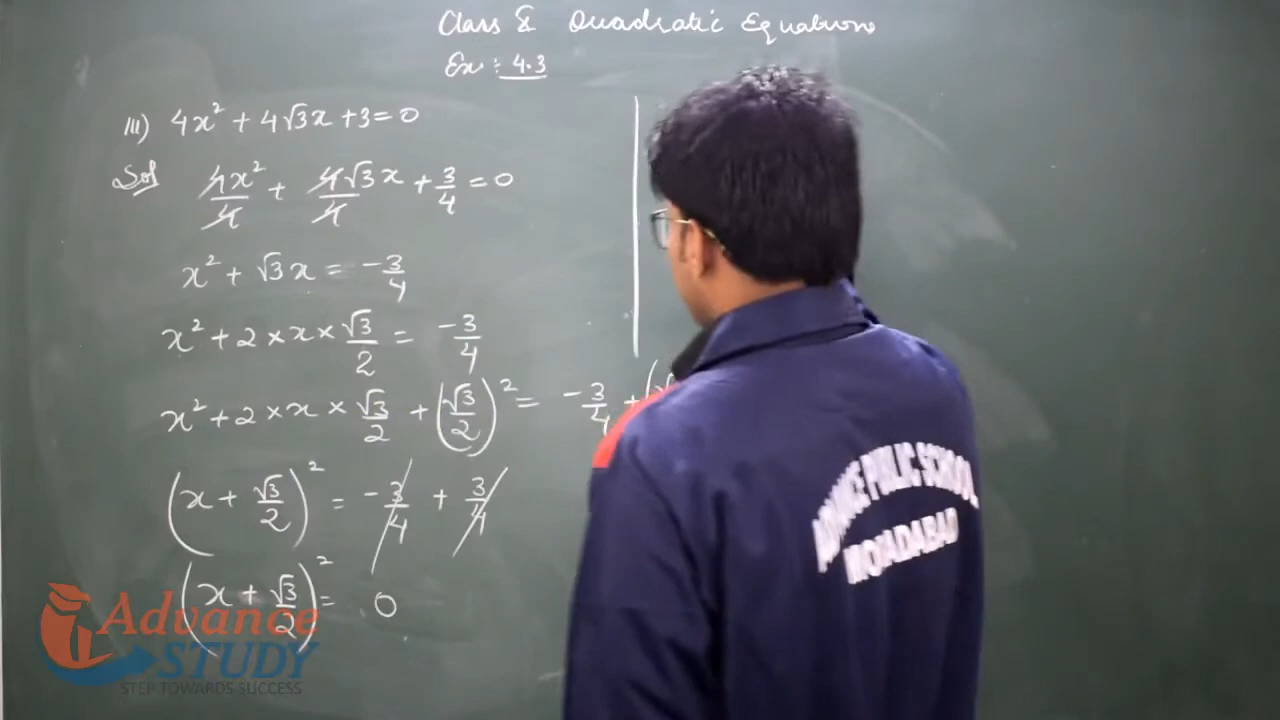 Class 8 Quadratic Equations
Ex :- 4.3
III) 4x² + 4√3x + 3 = 0
Sol 4x²/4 + 4√3x/4 + 3/4 = 0
x² + √3x = -3/4
x² + 2 × x × √3/2 = -3/4
x² + 2 × x × √3/2 + (√3/2)² = -3/4 + (√
(x + √3/2)² = -3/4 + 3/4
(x + √3/2)² = 0
ADVANCE PUBLIC SCHOOL
MORADABAD
Advance
STUDY
STEP TOWARDS SUCCESS